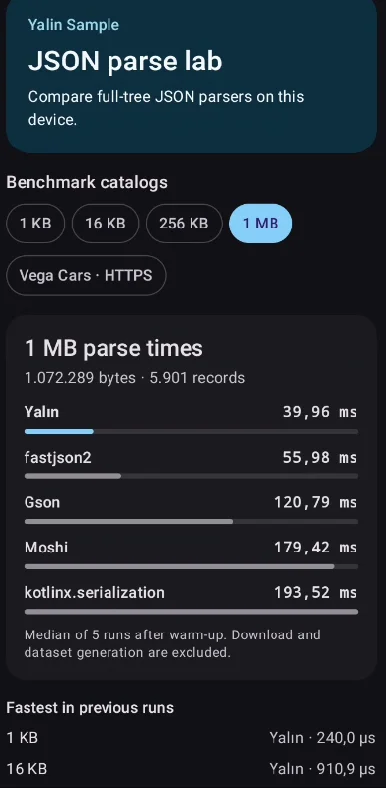 Yalin Sample
JSON parse lab
Compare full-tree JSON parsers on this
device.
Benchmark catalogs
1 KB
16 KB
256 KB
1 MB
Vega Cars · HTTPS
1 MB parse times
1.072.289 bytes · 5.901 records
Yalın 39,96 ms
fastjson2 55,98 ms
Gson 120,79 ms
Moshi 179,42 ms
kotlinx.serialization 193,52 ms
Median of 5 runs after warm-up. Download and
dataset generation are excluded.
Fastest in previous runs
1 KB Yalın · 240,0 µs
16 KB Yalın · 910,9 µs